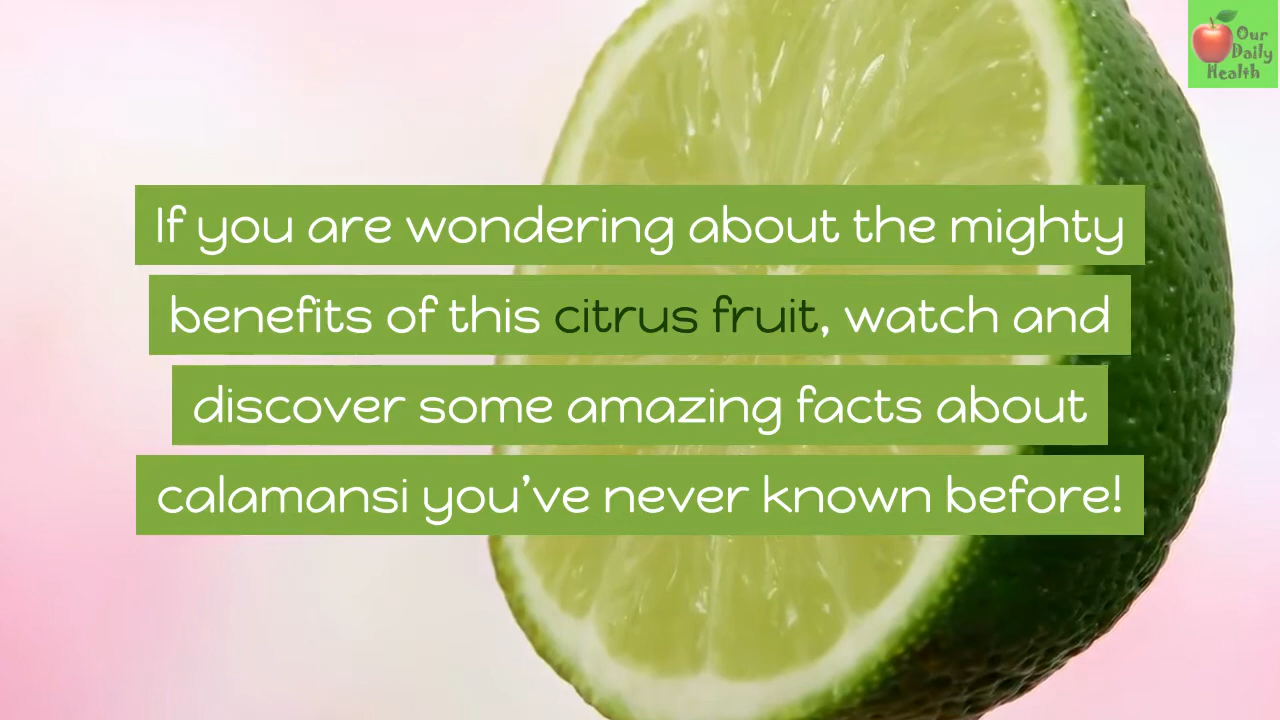 Our
Daily
Health
If you are wondering about the mighty
benefits of this citrus fruit, watch and
discover some amazing facts about
calamansi you’ve never known before!